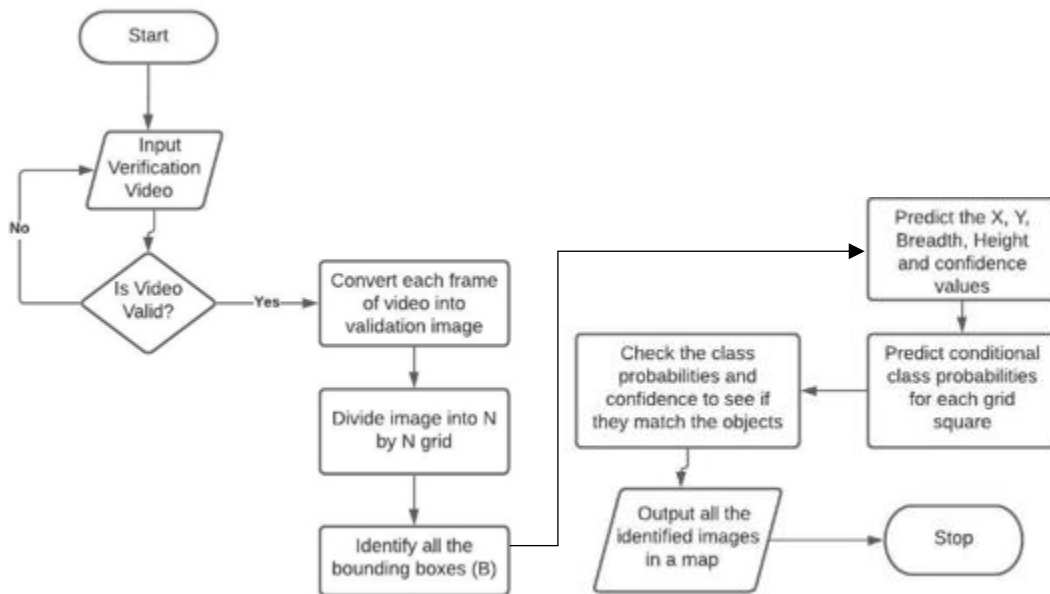 Start
Input
Verification
Video
No
Is Video
Valid?
Yes
Convert each frame
of video into
validation image
Divide image into N
by N grid
Identify all the
bounding boxes (B)
Predict the X, Y,
Breadth, Height
and confidence
values
Predict conditional
class probabilities
for each grid
square
Check the class
probabilities and
confidence to see if
they match the objects
Output all the
identified images
in a map
Stop